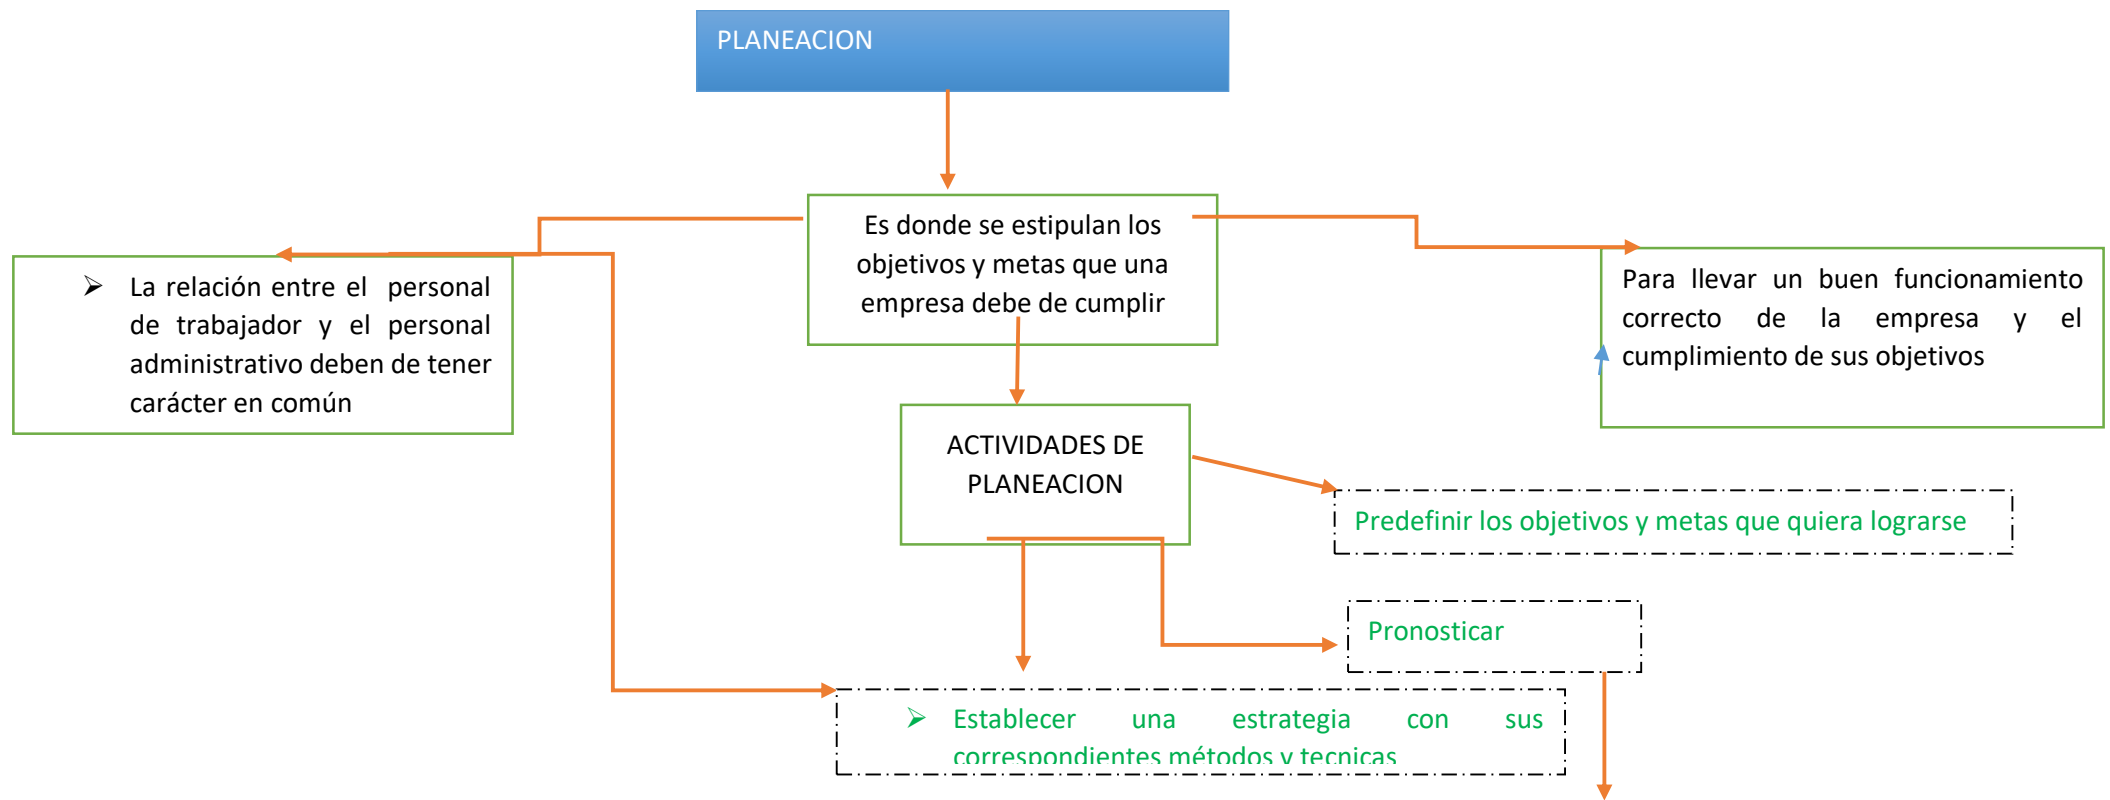 PLANEACION
Es donde se estipulan los
objetivos y metas que una
empresa debe de cumplir
La relación entre el personal
de trabajador y el personal
administrativo deben de tener
carácter en común
Para llevar un buen funcionamiento
correcto de la empresa y el
cumplimiento de sus objetivos
ACTIVIDADES DE
PLANEACION
Predefinir los objetivos y metas que quiera lograrse
Pronosticar
Establecer una estrategia con sus
correspondientes métodos y tecnicas